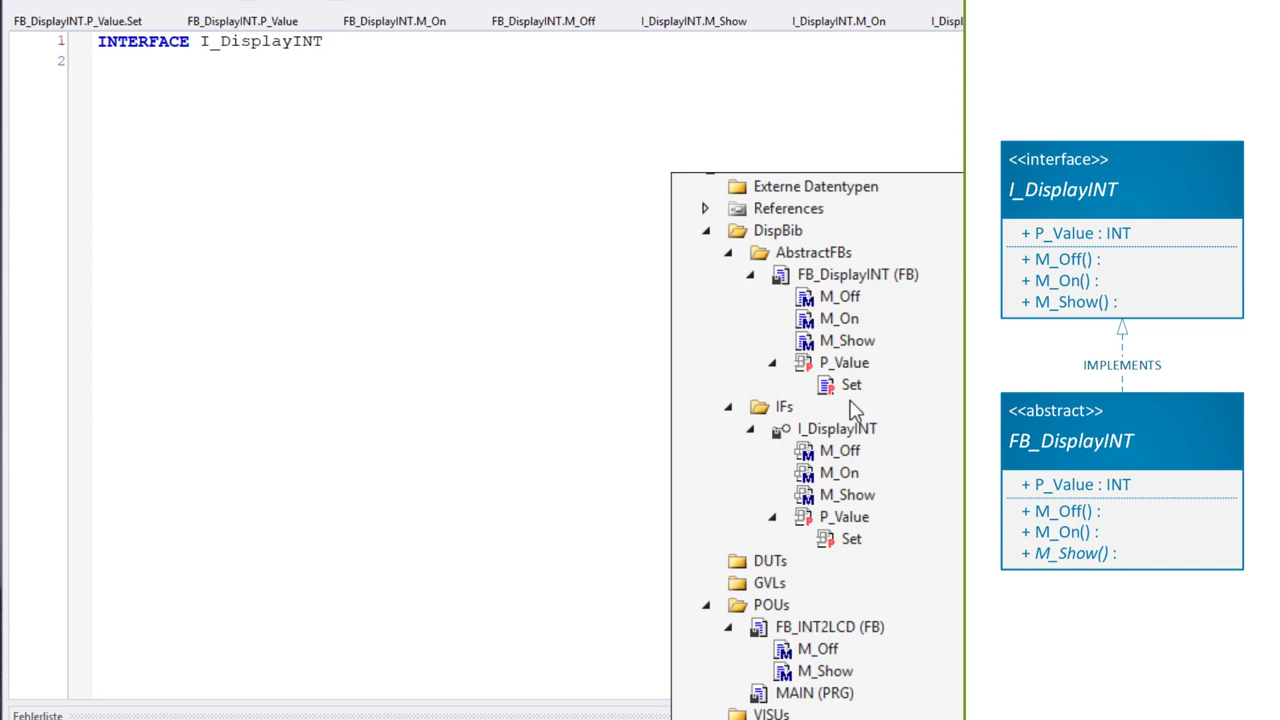 FB_DisplayINT.P_Value.Set
FB_DisplayINT.P_Value
FB_DisplayINT.M_On
FB_DisplayINT.M_Off
I_DisplayINT.M_Show
I_DisplayINT.M_On
1 INTERFACE I_DisplayINT
2
Externe Datentypen
References
DispBib
AbstractFBs
FB_DisplayINT (FB)
M_Off
M_On
M_Show
P_Value
Set
IFs
I_DisplayINT
M_Off
M_On
M_Show
P_Value
Set
DUTs
GVLs
POUs
FB_INT2LCD (FB)
M_Off
M_Show
MAIN (PRG)
VISUs
Fehlerliste
<<interface>>
I_DisplayINT
+ P_Value : INT
+ M_Off() :
+ M_On() :
+ M_Show() :
IMPLEMENTS
<<abstract>>
FB_DisplayINT
+ P_Value : INT
+ M_Off() :
+ M_On() :
+ M_Show() :